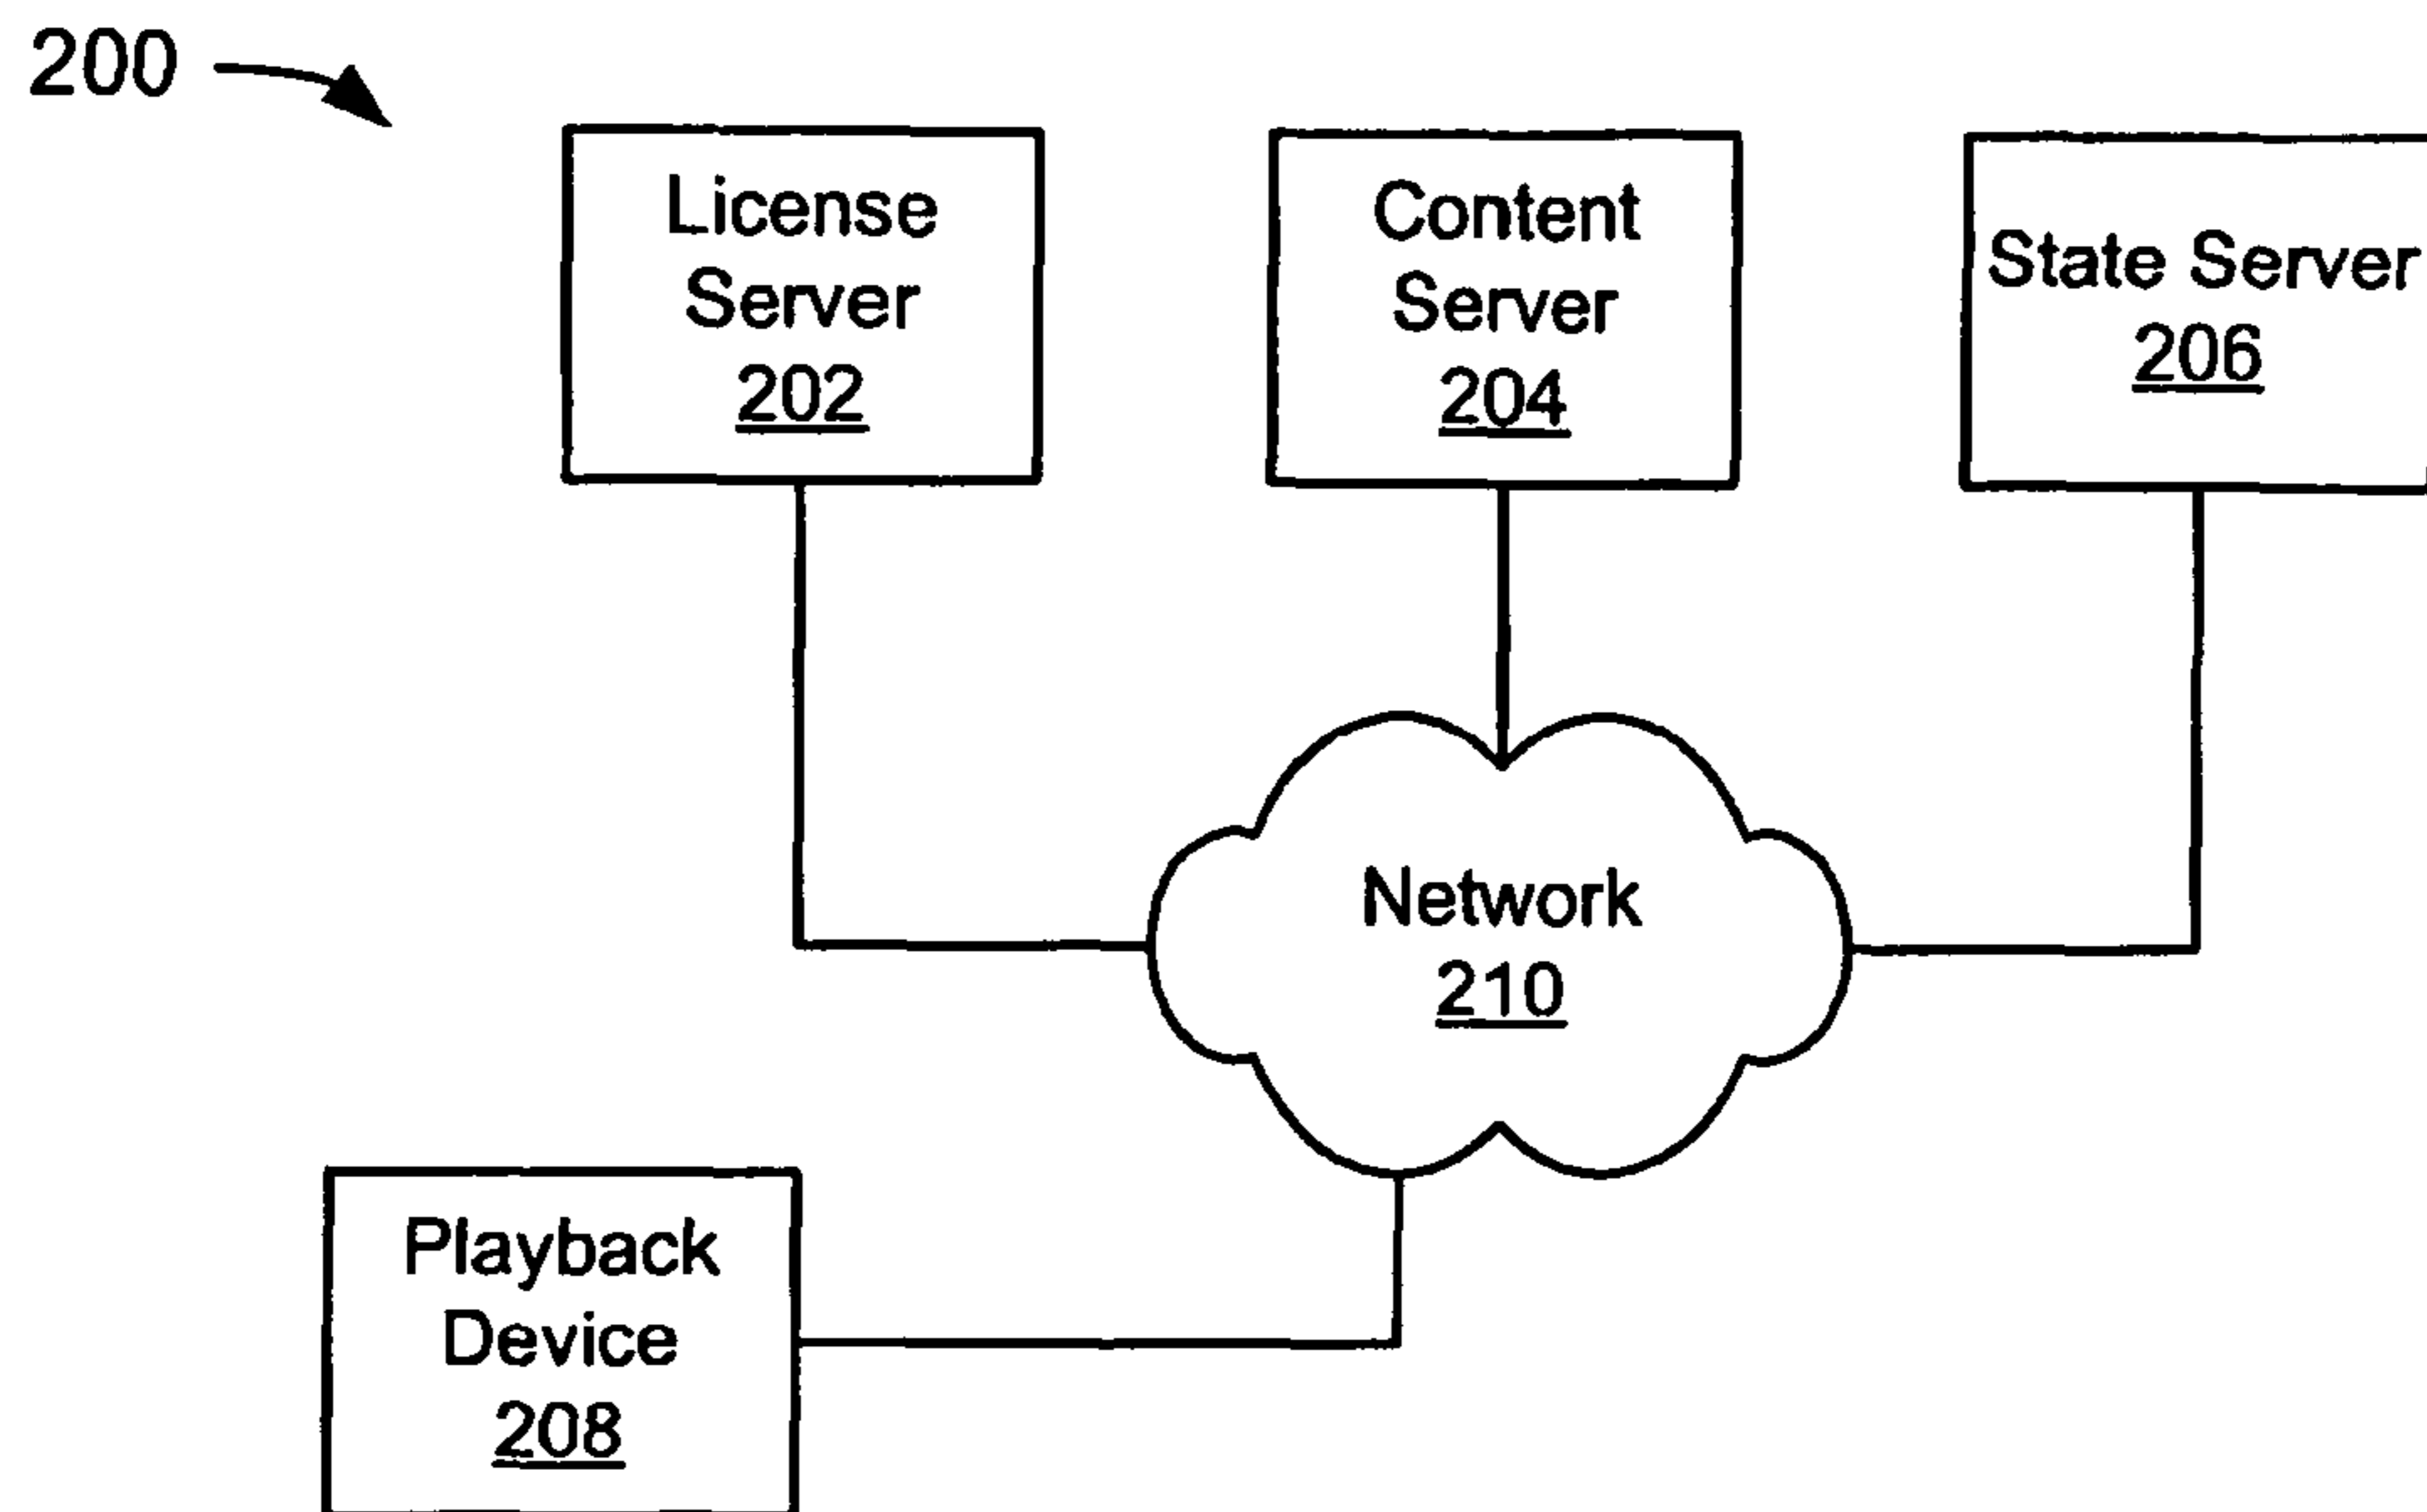 200
License
Server
202
Content
Server
204
State Server
206
Network
210
Playback
Device
208